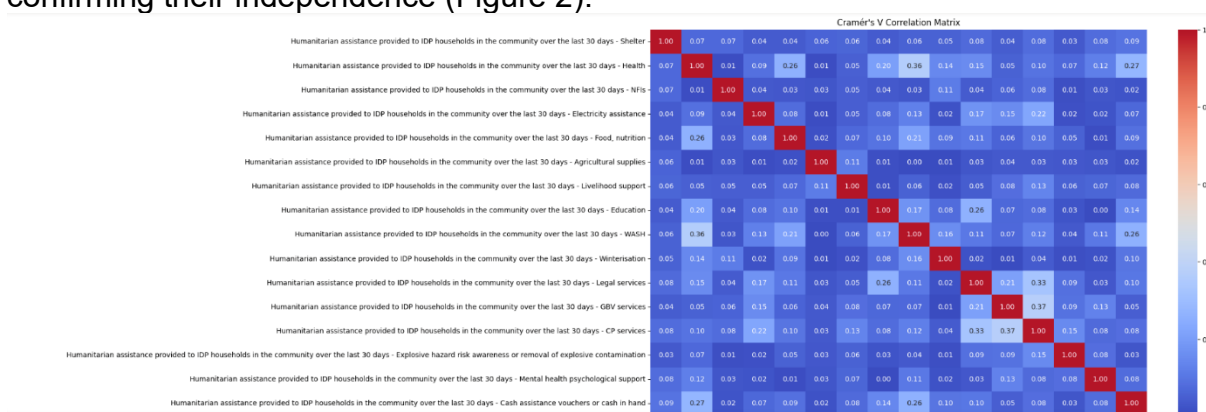 confirming their independence (Figure 2).
Cramér's V Correlation Matrix
Humanitarian assistance provided to IDP households in the community over the last 30 days - Shelter - 1.00 0.07 0.07 0.04 0.04 0.06 0.06 0.04 0.06 0.05 0.08 0.04 0.08 0.03 0.08 0.09
Humanitarian assistance provided to IDP households in the community over the last 30 days - Health - 0.07 1.00 0.01 0.09 0.26 0.01 0.05 0.20 0.36 0.14 0.15 0.05 0.10 0.07 0.12 0.27
Humanitarian assistance provided to IDP households in the community over the last 30 days - NFIs - 0.07 0.01 1.00 0.04 0.03 0.03 0.05 0.04 0.03 0.11 0.04 0.06 0.08 0.01 0.03 0.02
Humanitarian assistance provided to IDP households in the community over the last 30 days - Electricity assistance - 0.04 0.09 0.04 1.00 0.08 0.01 0.05 0.08 0.13 0.02 0.17 0.15 0.22 0.02 0.02 0.07
Humanitarian assistance provided to IDP households in the community over the last 30 days - Food, nutrition - 0.04 0.26 0.03 0.08 1.00 0.02 0.07 0.10 0.21 0.09 0.11 0.06 0.10 0.05 0.01 0.09
Humanitarian assistance provided to IDP households in the community over the last 30 days - Agricultural supplies - 0.06 0.01 0.03 0.01 0.02 1.00 0.11 0.01 0.00 0.01 0.03 0.04 0.03 0.03 0.03 0.02
Humanitarian assistance provided to IDP households in the community over the last 30 days - Livelihood support - 0.06 0.05 0.05 0.05 0.07 0.11 1.00 0.01 0.06 0.02 0.05 0.08 0.13 0.06 0.07 0.08
Humanitarian assistance provided to IDP households in the community over the last 30 days - Education - 0.04 0.20 0.04 0.08 0.10 0.01 0.01 1.00 0.17 0.08 0.26 0.07 0.08 0.03 0.00 0.14
Humanitarian assistance provided to IDP households in the community over the last 30 days - WASH - 0.06 0.36 0.03 0.13 0.21 0.00 0.06 0.17 1.00 0.16 0.11 0.07 0.12 0.04 0.11 0.26
Humanitarian assistance provided to IDP households in the community over the last 30 days - Winterisation - 0.05 0.14 0.11 0.02 0.09 0.01 0.02 0.08 0.16 1.00 0.02 0.01 0.04 0.01 0.02 0.10
Humanitarian assistance provided to IDP households in the community over the last 30 days - Legal services - 0.08 0.15 0.04 0.17 0.11 0.03 0.05 0.26 0.11 0.02 1.00 0.21 0.33 0.09 0.03 0.10
Humanitarian assistance provided to IDP households in the community over the last 30 days - GBV services - 0.04 0.05 0.06 0.15 0.06 0.04 0.08 0.07 0.07 0.01 0.21 1.00 0.37 0.09 0.13 0.05
Humanitarian assistance provided to IDP households in the community over the last 30 days - CP services - 0.08 0.10 0.08 0.22 0.10 0.03 0.13 0.08 0.12 0.04 0.33 0.37 1.00 0.15 0.08 0.08
Humanitarian assistance provided to IDP households in the community over the last 30 days - Explosive hazard risk awareness or removal of explosive contamination - 0.03 0.07 0.01 0.02 0.05 0.03 0.06 0.03 0.04 0.01 0.09 0.09 0.15 1.00 0.08 0.03
Humanitarian assistance provided to IDP households in the community over the last 30 days - Mental health psychological support - 0.08 0.12 0.03 0.02 0.01 0.03 0.07 0.00 0.11 0.02 0.03 0.13 0.08 0.08 1.00 0.08
Humanitarian assistance provided to IDP households in the community over the last 30 days - Cash assistance vouchers or cash in hand - 0.09 0.27 0.02 0.07 0.09 0.02 0.08 0.14 0.26 0.10 0.10 0.05 0.08 0.03 0.08 1.00